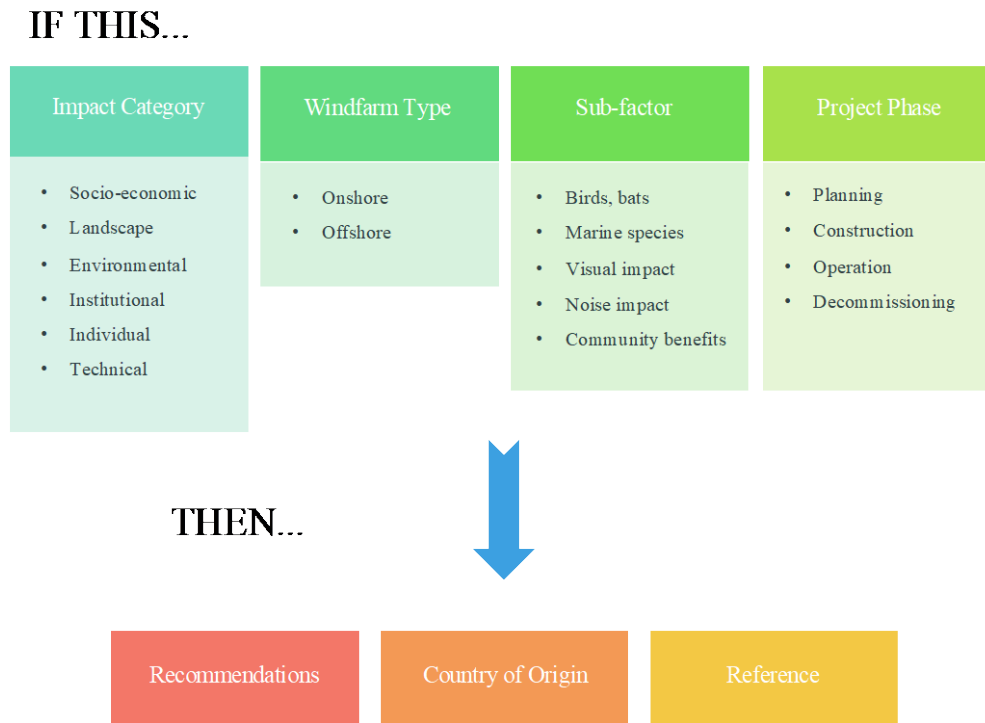 IF THIS...
Impact Category
• Socio-economic
• Landscape
• Environmental
• Institutional
• Individual
• Technical
Windfarm Type
• Onshore
• Offshore
Sub-factor
• Birds, bats
• Marine species
• Visual impact
• Noise impact
• Community benefits
Project Phase
• Planning
• Construction
• Operation
• Decommissioning
THEN...
Recommendations
Country of Origin
Reference